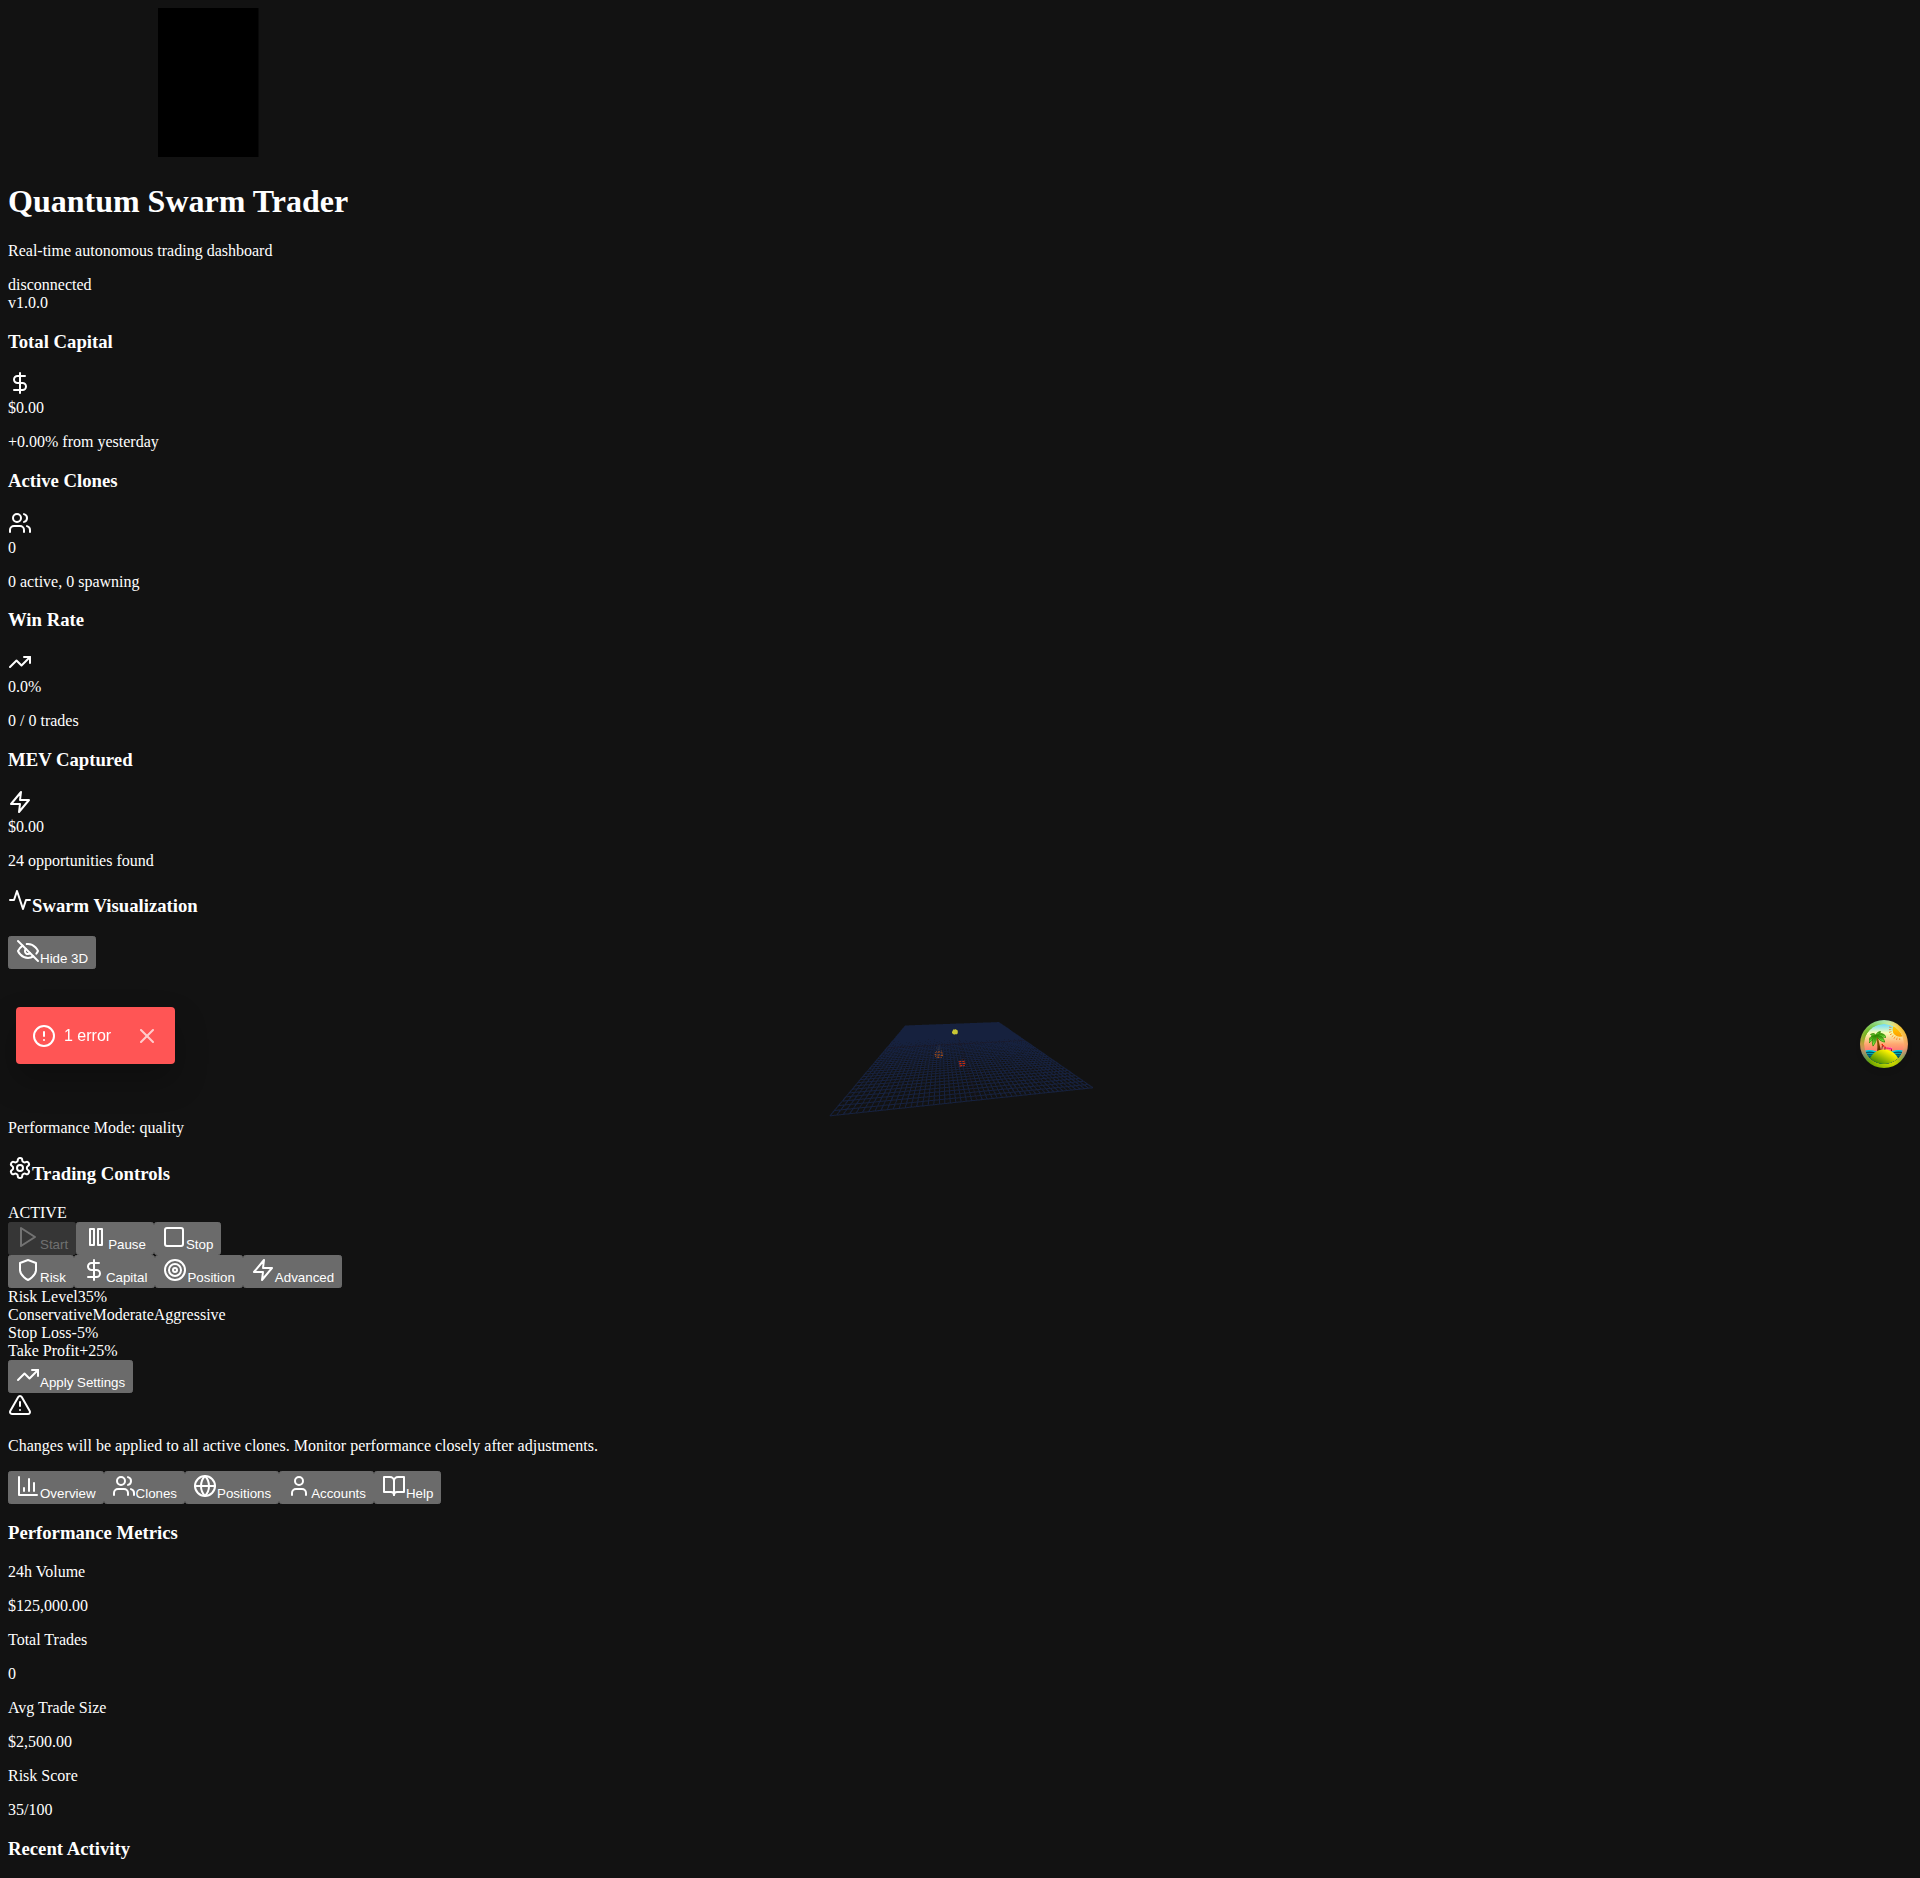 Quantum Swarm Trader
Real-time autonomous trading dashboard
disconnected
v1.0.0
Total Capital
$0.00
+0.00% from yesterday
Active Clones
0
0 active, 0 spawning
Win Rate
0.0%
0 / 0 trades
MEV Captured
$0.00
24 opportunities found
Swarm Visualization
Hide 3D
1 error
Performance Mode: quality
Trading Controls
ACTIVE
Start Pause Stop
Risk Capital Position Advanced
Risk Level35%
ConservativeModerateAggressive
Stop Loss-5%
Take Profit+25%
Apply Settings
Changes will be applied to all active clones. Monitor performance closely after adjustments.
Overview Clones Positions Accounts Help
Performance Metrics
24h Volume
$125,000.00
Total Trades
0
Avg Trade Size
$2,500.00
Risk Score
35/100
Recent Activity